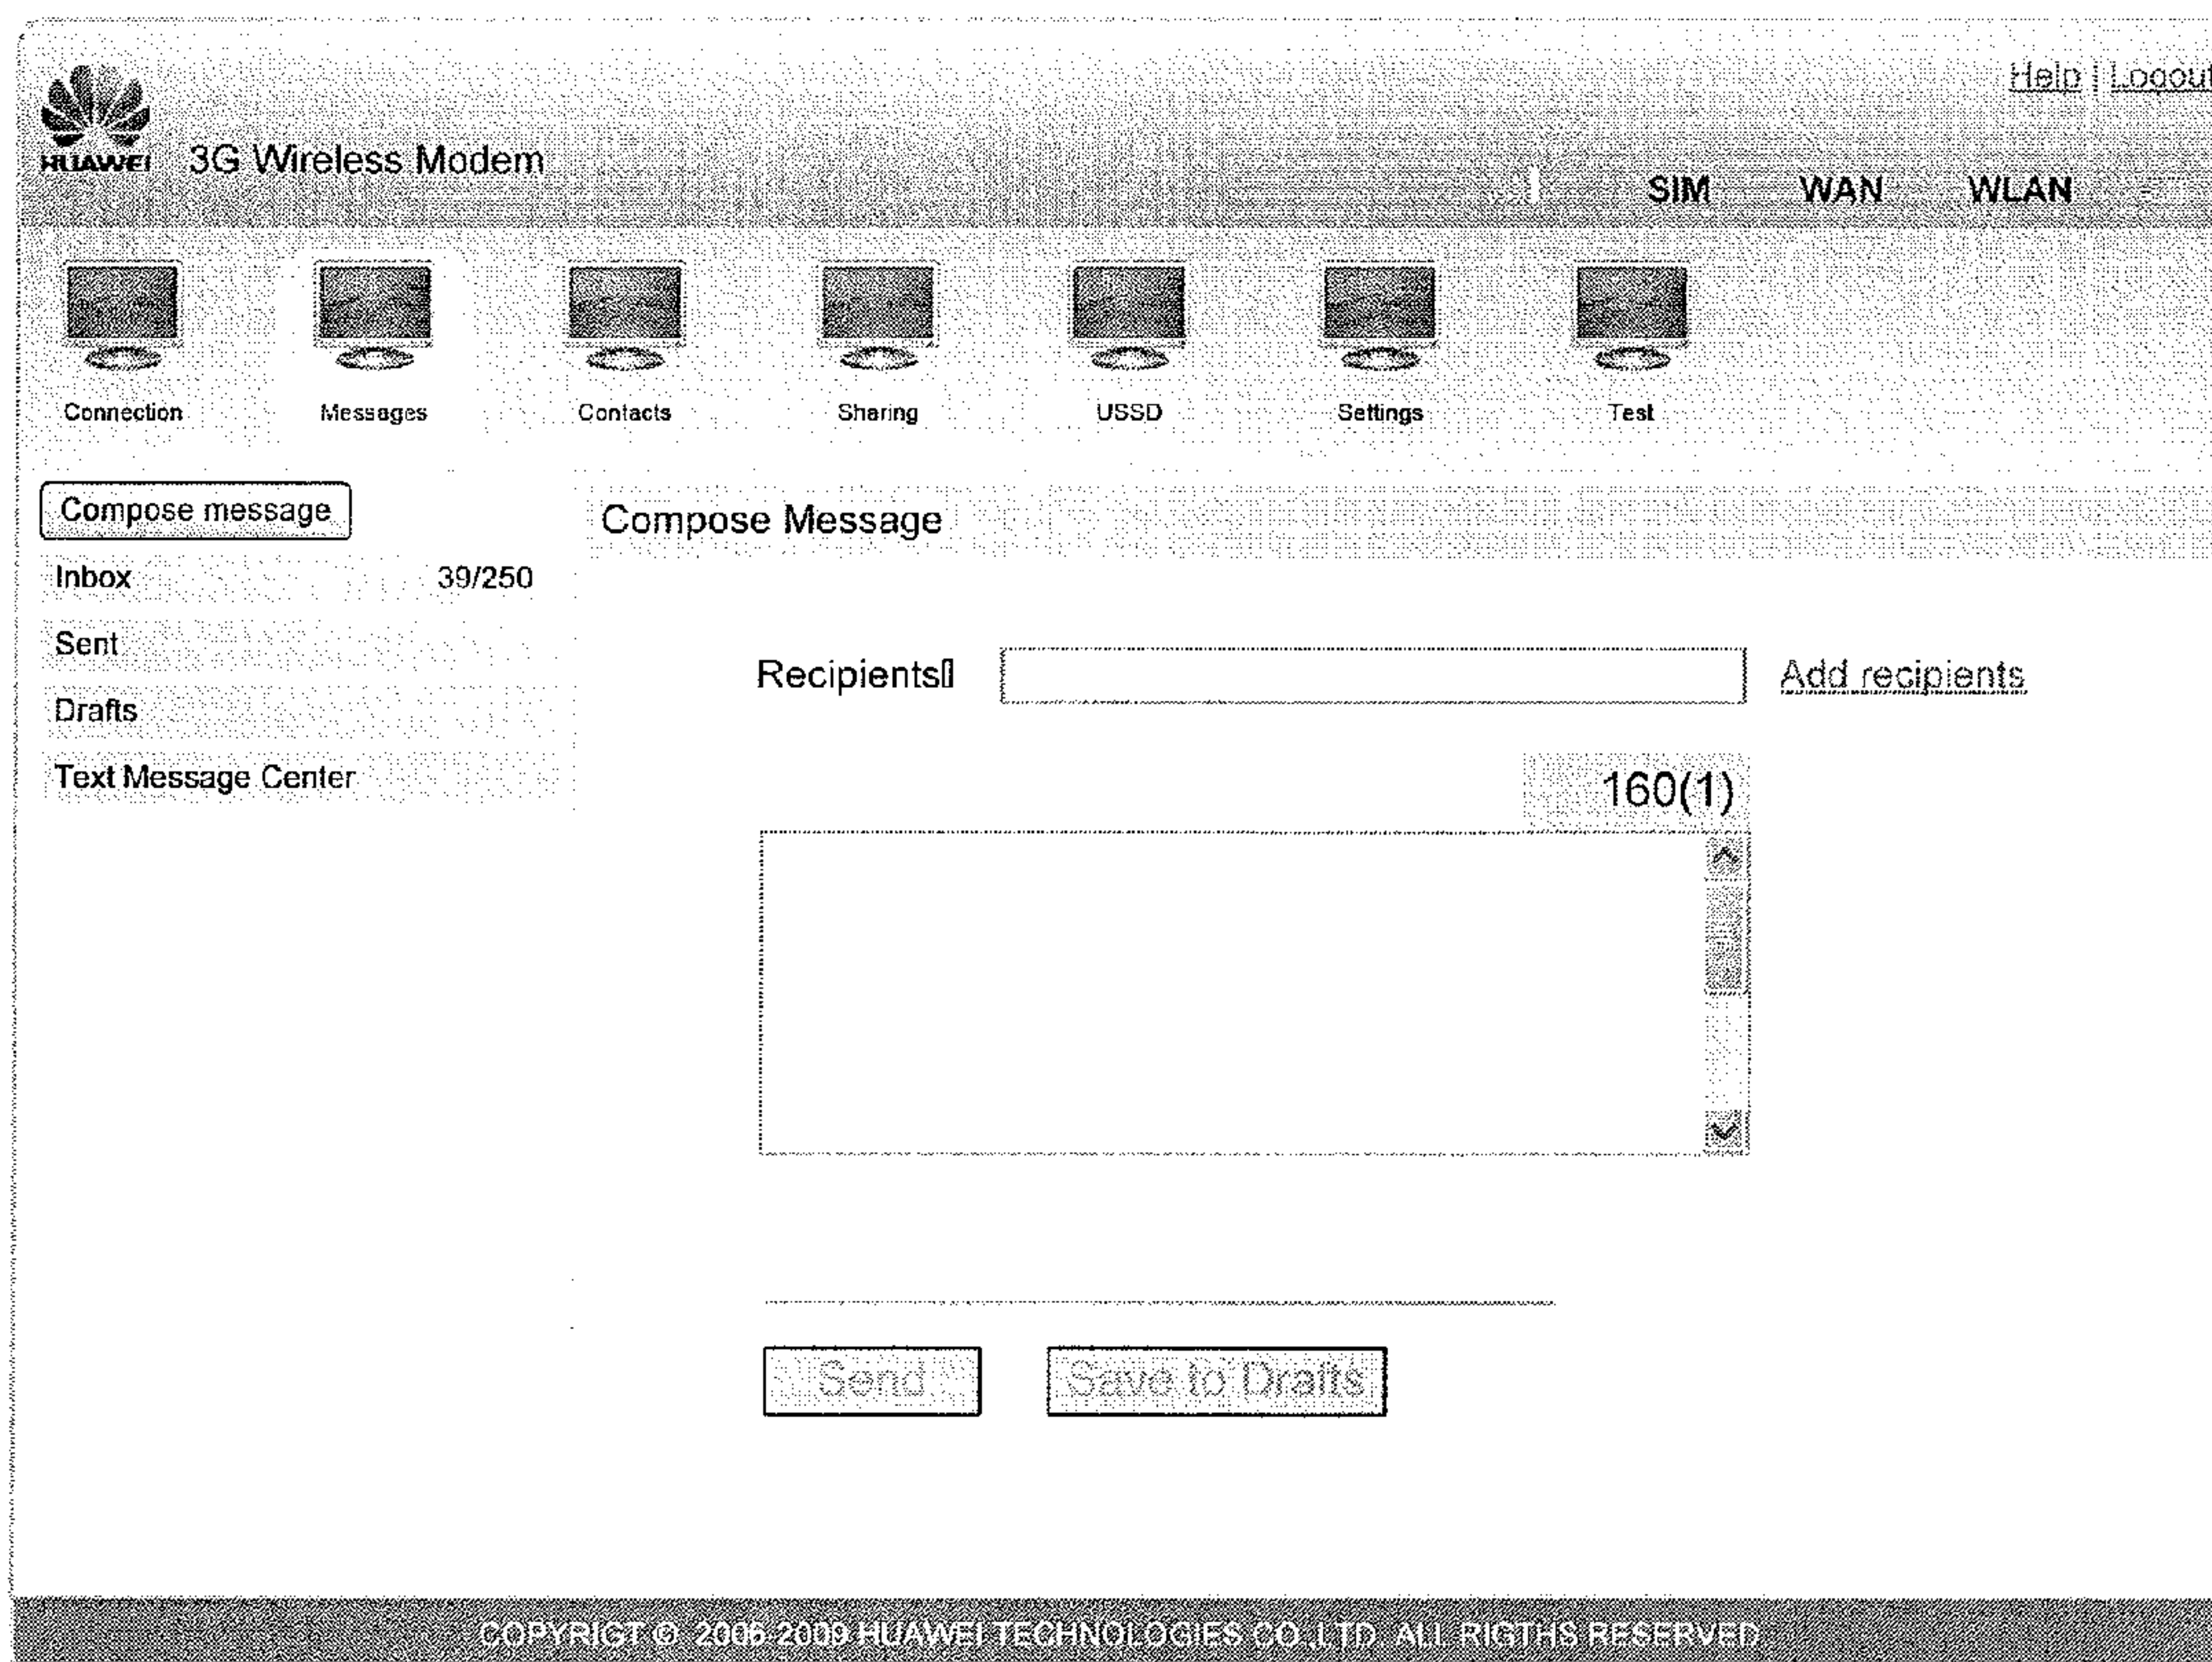 Help | Logout
HUAWEI 3G Wireless Modem
SIM WAN WLAN
Connection Messages Contacts Sharing USSD Settings Test
Compose message
Compose Message
Inbox 39/250
Sent
Recipients Add recipients
Drafts
Text Message Center
160(1)
Send Save to Drafts
COPYRIGT © 2006-2009 HUAWEI TECHNOLOGIES CO.,LTD. ALL RIGTHS RESERVED